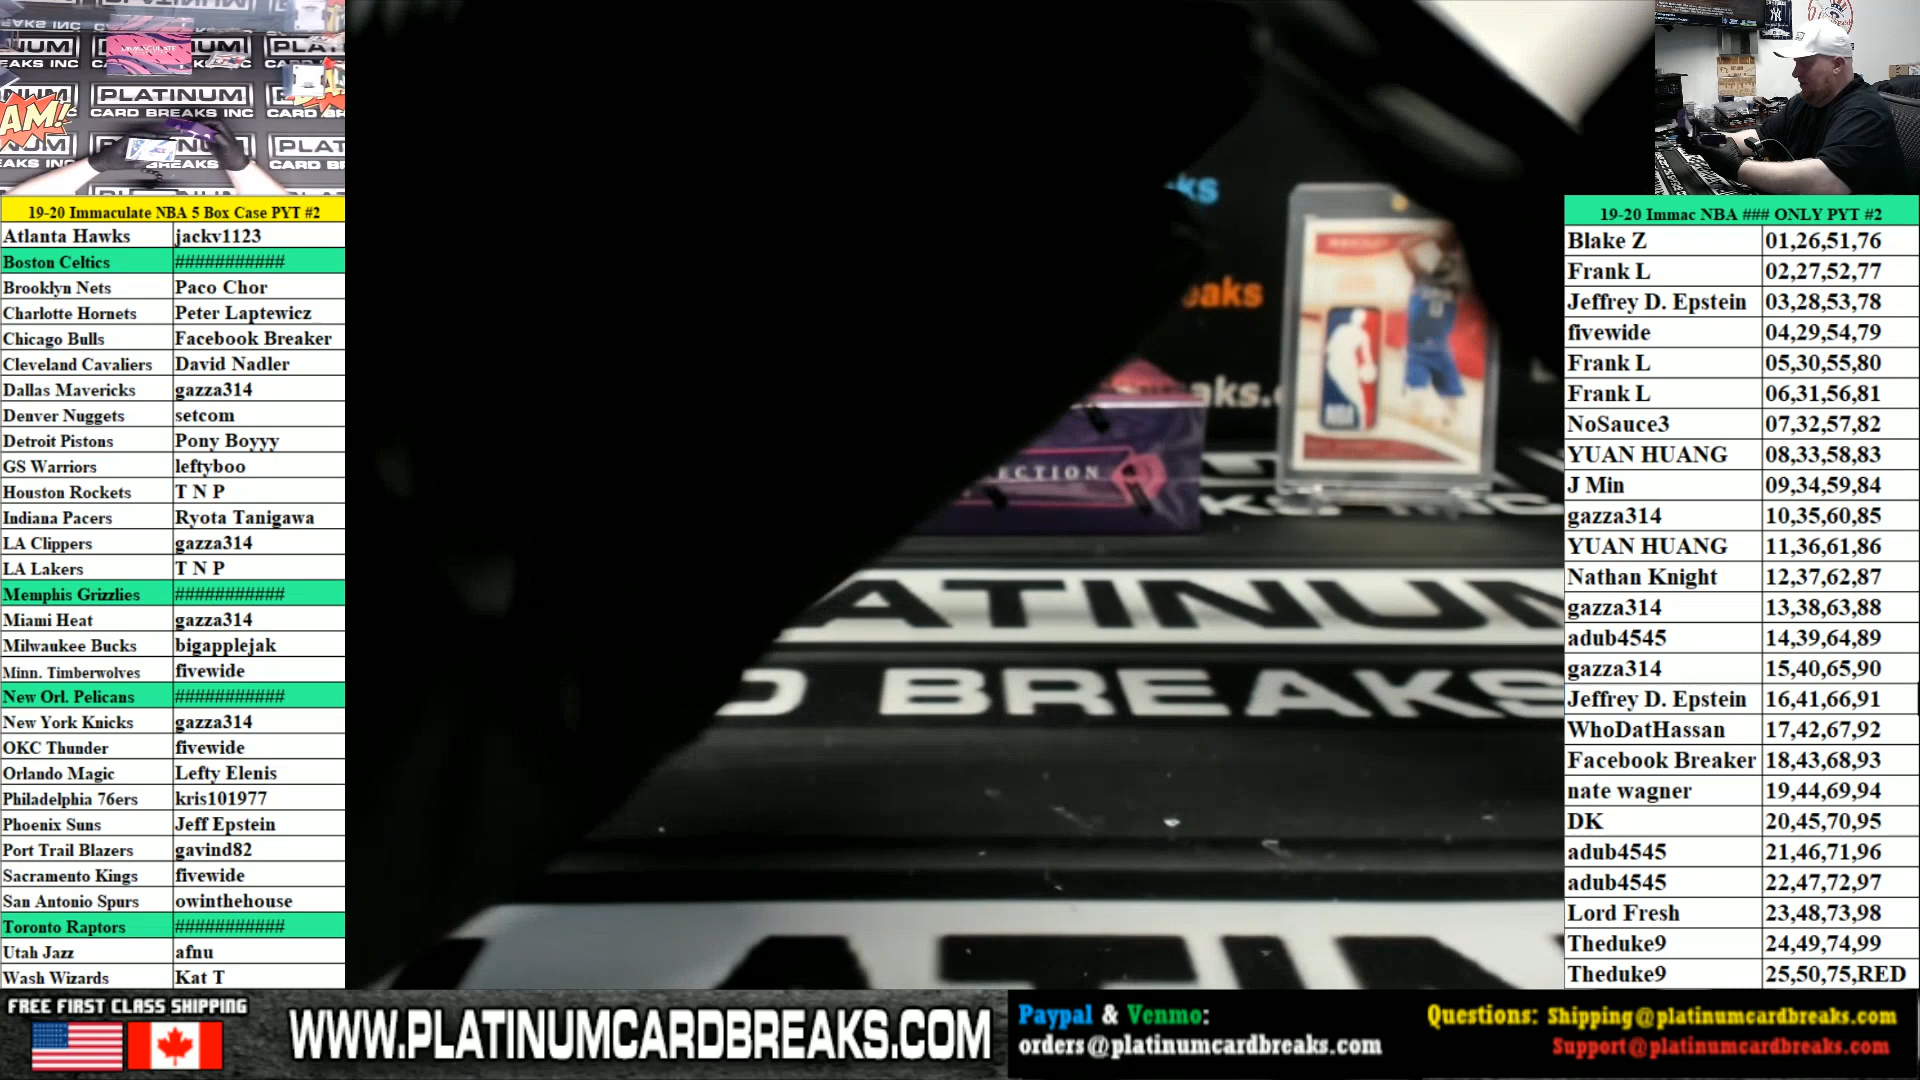 PLATINUM
CARD BREAKS INC
19-20 Immaculate NBA 5 Box Case PYT #2
Atlanta Hawks jackv1123
Boston Celtics ###########
Brooklyn Nets Paco Chor
Charlotte Hornets Peter Laptewicz
Chicago Bulls Facebook Breaker
Cleveland Cavaliers David Nadler
Dallas Mavericks gazza314
Denver Nuggets setcom
Detroit Pistons Pony Boyyy
GS Warriors leftyboo
Houston Rockets T N P
Indiana Pacers Ryota Tanigawa
LA Clippers gazza314
LA Lakers T N P
Memphis Grizzlies ###########
Miami Heat gazza314
Milwaukee Bucks bigapplejak
Minn. Timberwolves fivewide
New Orl. Pelicans ###########
New York Knicks gazza314
OKC Thunder fivewide
Orlando Magic Lefty Elenis
Philadelphia 76ers kris101977
Phoenix Suns Jeff Epstein
Port Trail Blazers gavind82
Sacramento Kings fivewide
San Antonio Spurs owinthehouse
Toronto Raptors ###########
Utah Jazz afnu
Wash Wizards Kat T
ks
eaks
eaks.c
ECTION
NBA
ATINUM
D BREAKS
ATIN
19-20 Immac NBA ### ONLY PYT #2
Blake Z 01,26,51,76
Frank L 02,27,52,77
Jeffrey D. Epstein 03,28,53,78
fivewide 04,29,54,79
Frank L 05,30,55,80
Frank L 06,31,56,81
NoSauce3 07,32,57,82
YUAN HUANG 08,33,58,83
J Min 09,34,59,84
gazza314 10,35,60,85
YUAN HUANG 11,36,61,86
Nathan Knight 12,37,62,87
gazza314 13,38,63,88
adub4545 14,39,64,89
gazza314 15,40,65,90
Jeffrey D. Epstein 16,41,66,91
WhoDatHassan 17,42,67,92
Facebook Breaker 18,43,68,93
nate wagner 19,44,69,94
DK 20,45,70,95
adub4545 21,46,71,96
adub4545 22,47,72,97
Lord Fresh 23,48,73,98
Theduke9 24,49,74,99
Theduke9 25,50,75,RED
FREE FIRST CLASS SHIPPING
WWW.PLATINUMCARDBREAKS.COM
Paypal & Venmo:
orders@platinumcardbreaks.com
Questions: Shipping@platinumcardbreaks.com
Support@platinumcardbreaks.com